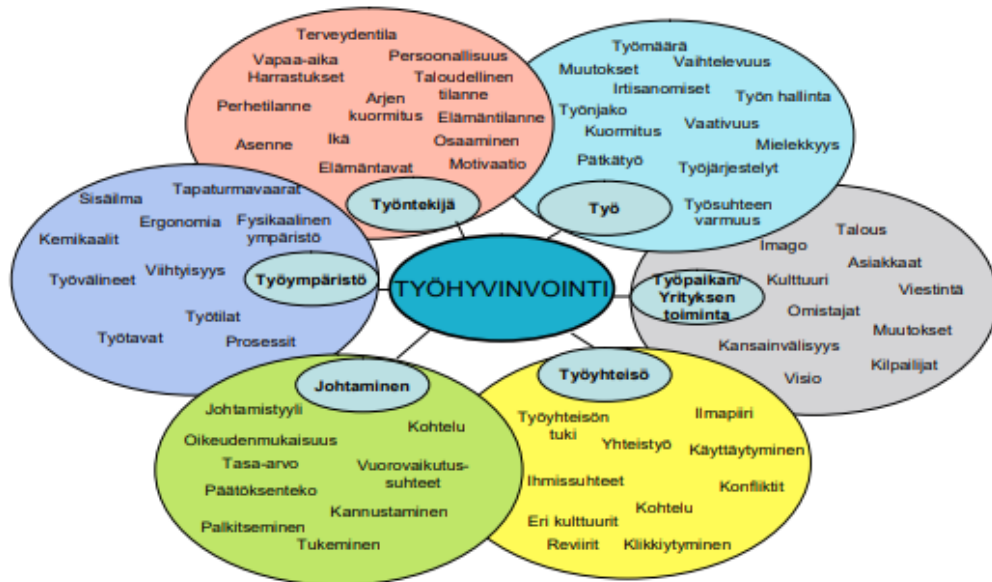 Terveydentila
Vapaa-aika
Harrastukset
Persoonallisuus
Taloudellinen
tilanne
Perhetilanne
Arjen
kuormitus
Elämäntilanne
Asenne
Ikä
Osaaminen
Elämäntavat
Motivaatio
Työntekijä
Työmäärä
Muutokset
Vaihtelevuus
Irtisanomiset
Työn hallinta
Työnjako
Kuormitus
Vaativuus
Mielekkyys
Pätkätyö
Työjärjestelyt
Työsuhteen
varmuus
Työ
Sisäilma
Tapaturmavaarat
Ergonomia
Fysikaalinen
ympäristö
Kemikaalit
Työvälineet
Viihtyisyys
Työympäristö
Työtilat
Työtavat
Prosessit
TYÖHYVINVOINTI
Imago
Talous
Kulttuuri
Asiakkaat
Työpaikan/
Yrityksen
toiminta
Viestintä
Omistajat
Muutokset
Kansainvälisyys
Kilpailijat
Visio
Johtaminen
Johtamistyyli
Kohtelu
Oikeudenmukaisuus
Tasa-arvo
Vuorovaikutus-
suhteet
Päätöksenteko
Kannustaminen
Palkitseminen
Tukeminen
Työyhteisö
Työyhteisön
tuki
Ilmapiiri
Yhteistyö
Käyttäytyminen
Ihmissuhteet
Konfliktit
Kohtelu
Eri kulttuurit
Reviirit
Klikkiytyminen